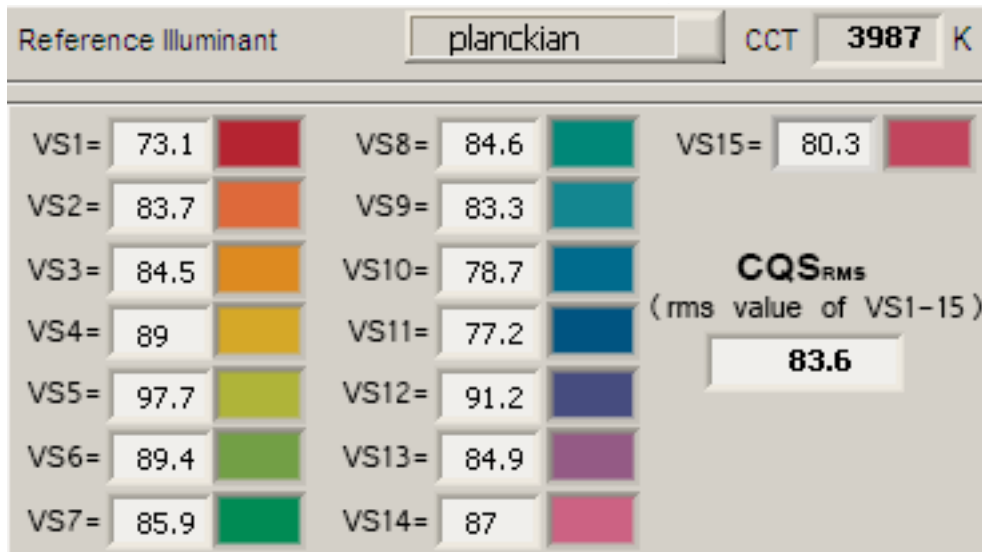 Reference Illuminant planckian CCT 3987 K
VS1= 73.1 VS8= 84.6 VS15= 80.3
VS2= 83.7 VS9= 83.3
VS3= 84.5 VS10= 78.7 CQSRMS
VS4= 89 VS11= 77.2 (rms value of VS1-15)
VS5= 97.7 VS12= 91.2 83.6
VS6= 89.4 VS13= 84.9
VS7= 85.9 VS14= 87